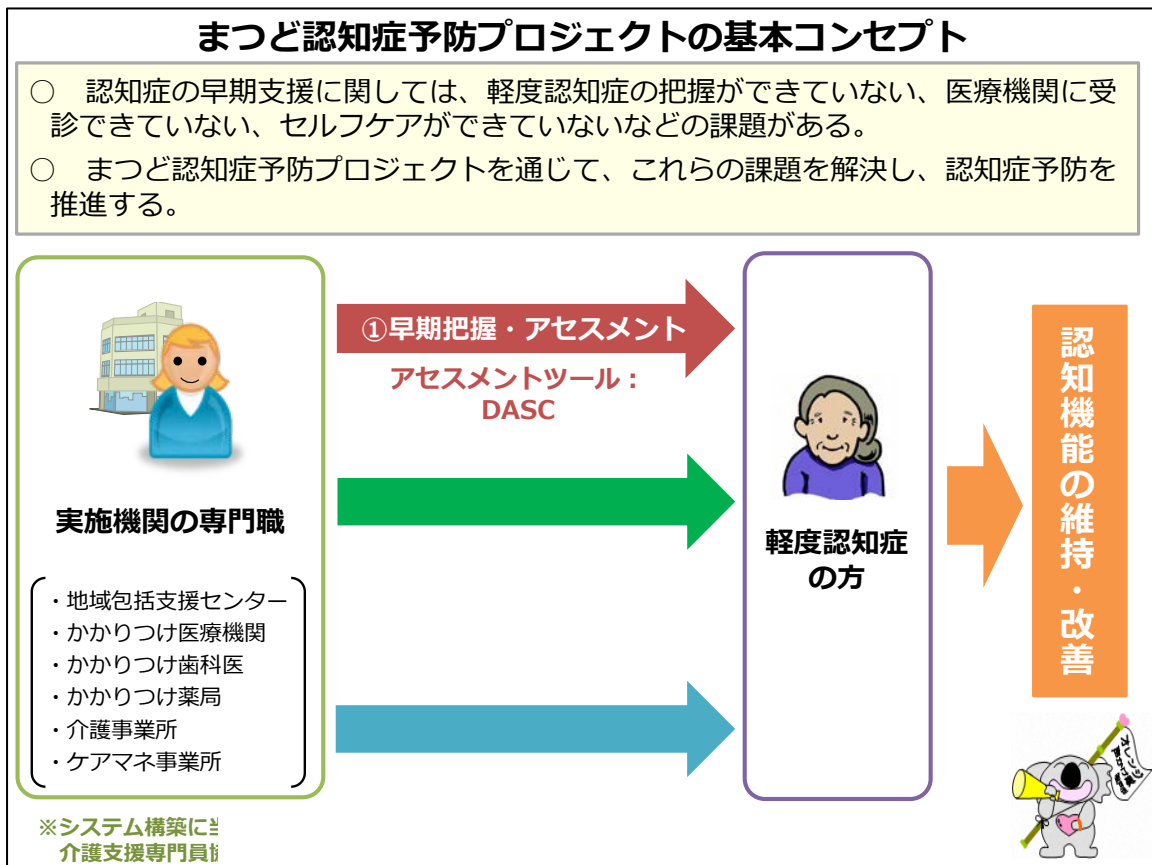 まつど認知症予防プロジェクトの基本コンセプト
○ 認知症の早期支援に関しては、軽度認知症の把握ができていない、医療機関に受
診できていない、セルフケアができていないなどの課題がある。
○ まつど認知症予防プロジェクトを通じて、これらの課題を解決し、認知症予防を
推進する。
①早期把握・アセスメント
アセスメントツール：
DASC
実施機関の専門職
・地域包括支援センター
・かかりつけ医療機関
・かかりつけ歯科医
・かかりつけ薬局
・介護事業所
・ケアマネ事業所
軽度認知症
の方
認知機能の維持・改善
※システム構築に
介護支援専門員